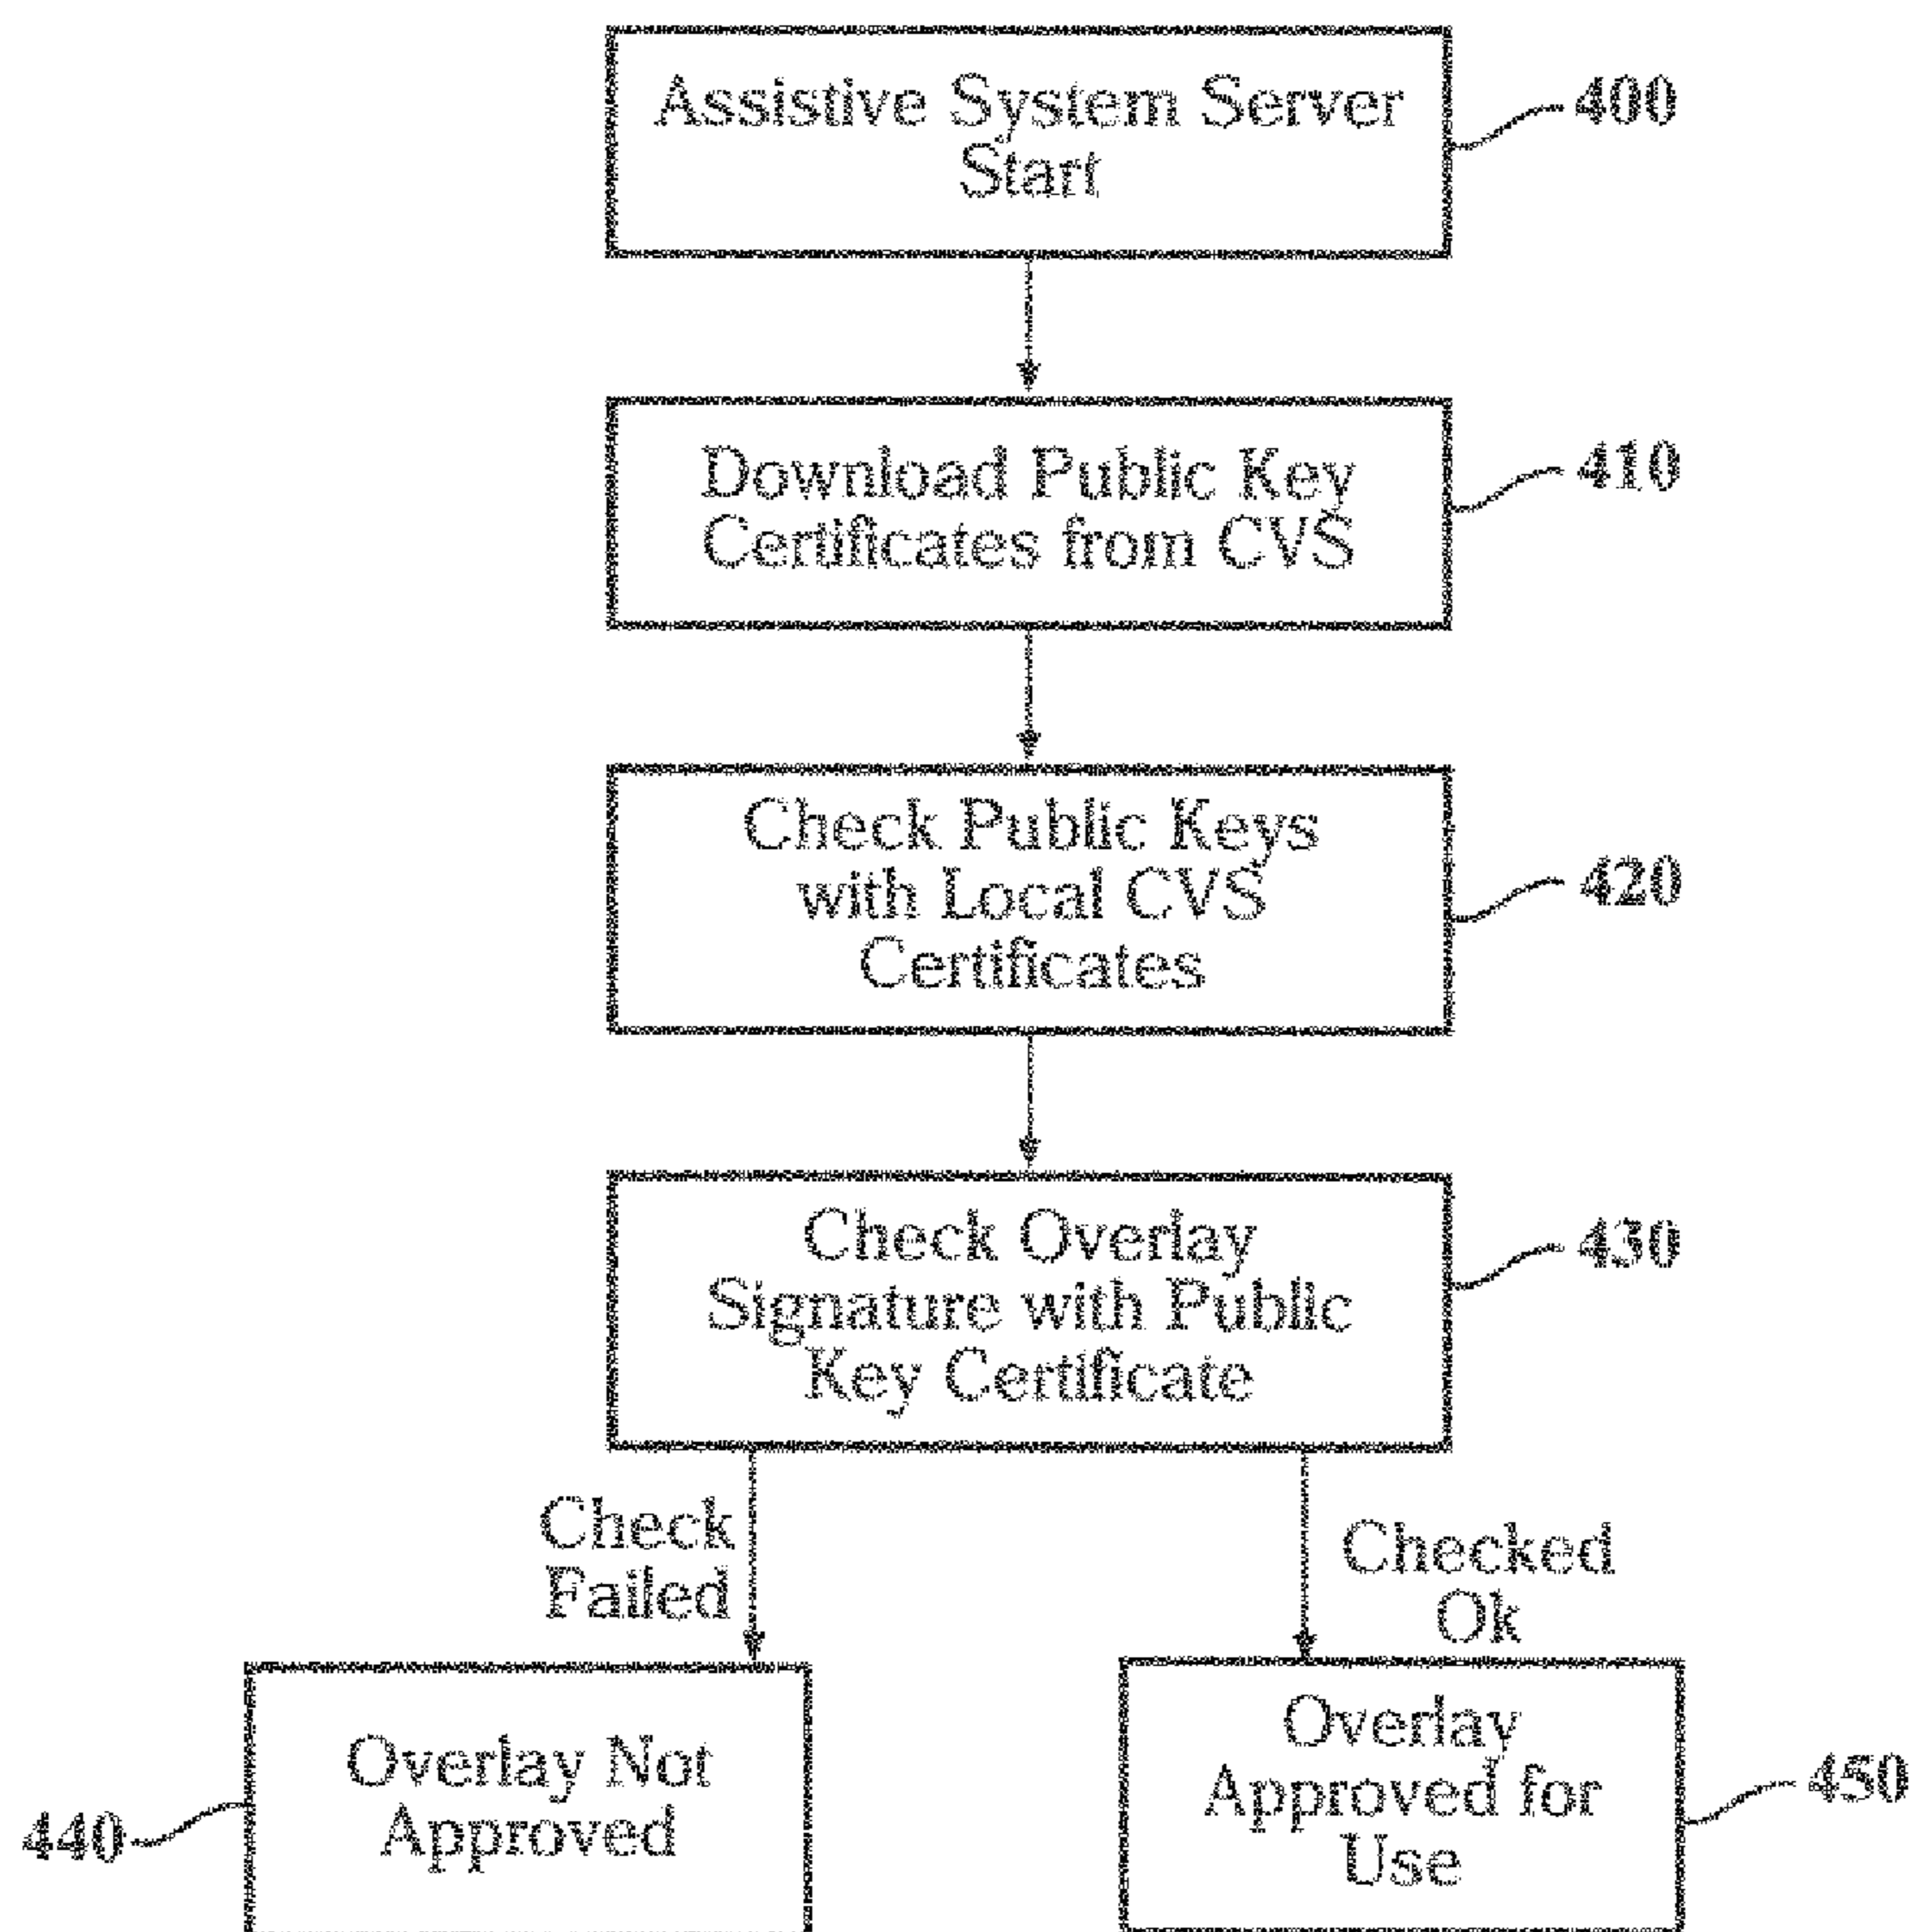 Assistive System Server
Start
400
Download Public Key
Certificates from CVS
410
Check Public Keys
with Local CVS
Certificates
420
Check Overlay
Signature with Public
Key Certificate
430
Check
Failed
Checked
Ok
Overlay Not
Approved
440
Overlay
Approved for
Use
450